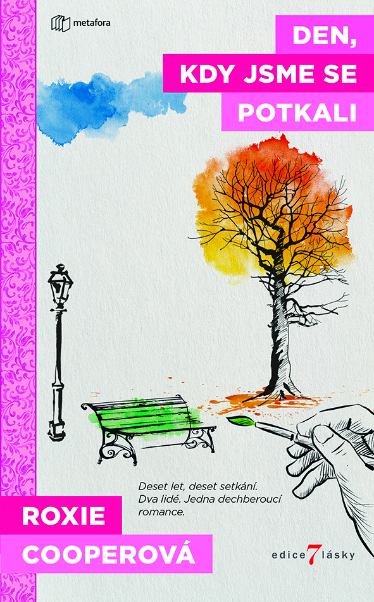 metafora
DEN,
KDY JSME SE
POTKALI
Deset let, deset setkání.
Dva lidé. Jedna dechberoucí
romance.
ROXIE
COOPEROVÁ
edice 7 lásky